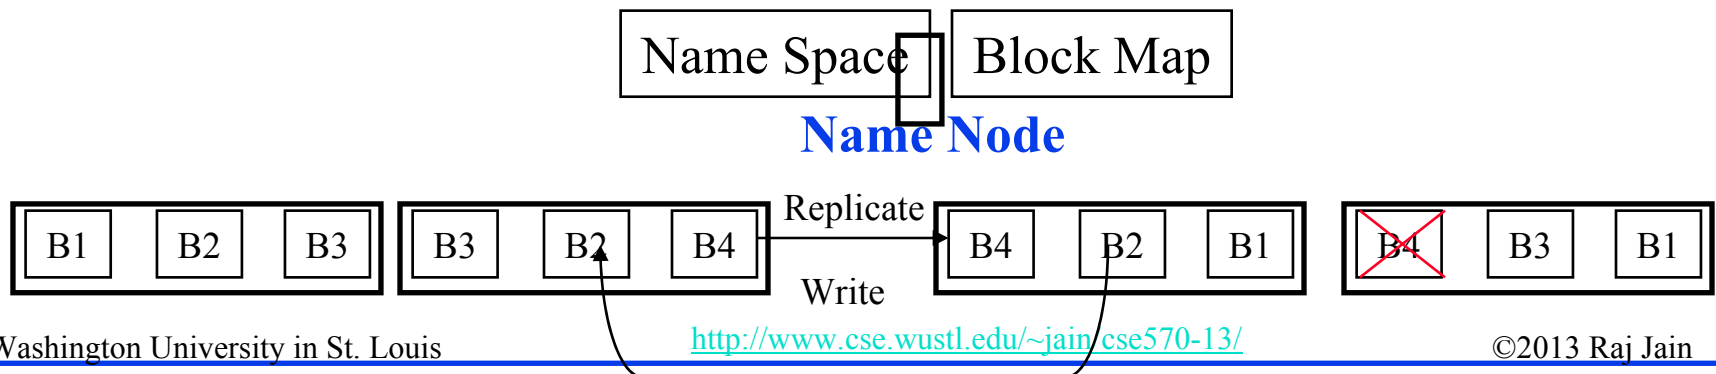 Name Space Block Map
Name Node
Replicate
B1 B2 B3 B3 B2 B4 B4 B2 B1 B4 B3 B1
Write
Washington University in St. Louis http://www.cse.wustl.edu/~jain/cse570-13/ ©2013 Raj Jain